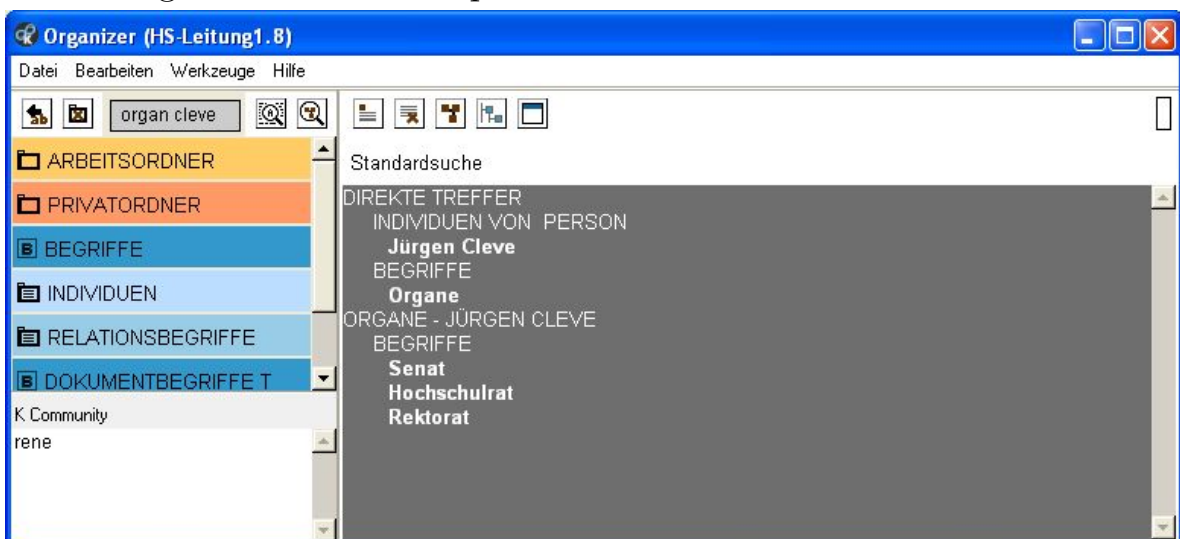 Organizer (HS-Leitung1.8)
Datei Bearbeiten Werkzeuge Hilfe
organ cleve
ARBEITSORDNER
PRIVATORDNER
BEGRIFFE
INDIVIDUEN
RELATIONSBEGRIFFE
DOKUMENTBEGRIFFE T
K Community
rene
Standardsuche
DIREKTE TREFFER
INDIVIDUEN VON PERSON
Jürgen Cleve
BEGRIFFE
Organe
ORGANE - JÜRGEN CLEVE
BEGRIFFE
Senat
Hochschulrat
Rektorat